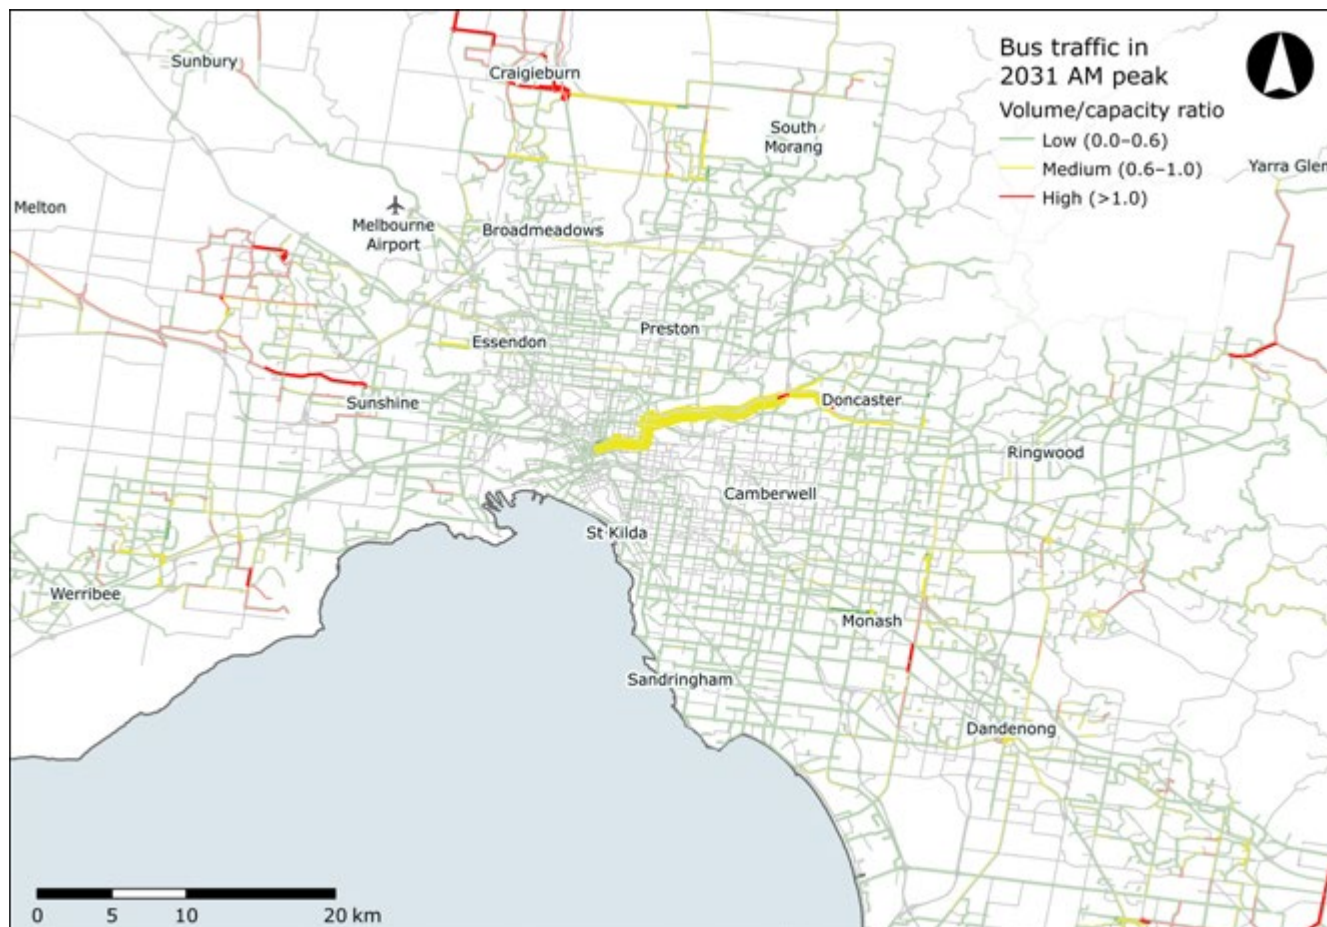 Bus traffic in
2031 AM peak
Volume/capacity ratio
Low (0.0–0.6)
Medium (0.6–1.0)
High (>1.0)
Sunbury
Craigieburn
South
Morang
Yarra Glen
Melton
Melbourne
Airport
Broadmeadows
Essendon
Preston
Sunshine
Doncaster
Ringwood
Camberwell
St Kilda
Werribee
Monash
Sandringham
Dandenong
0 5 10 20 km